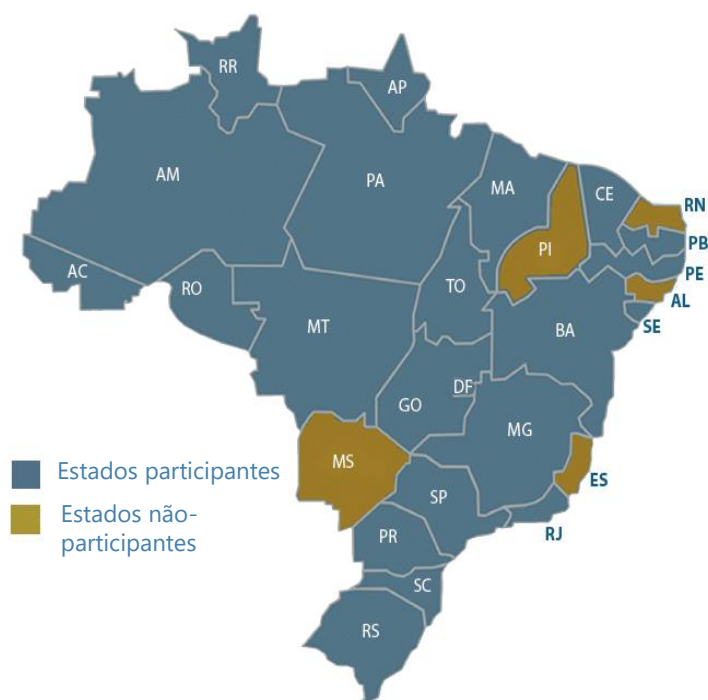 RR
AP
AM
PA
MA
CE
RN
PI
PB
PE
AC
RO
TO
AL
SE
MT
BA
DF
GO
MG
MS
ES
Estados participantes
SP
Estados não-
participantes
RJ
PR
SC
RS